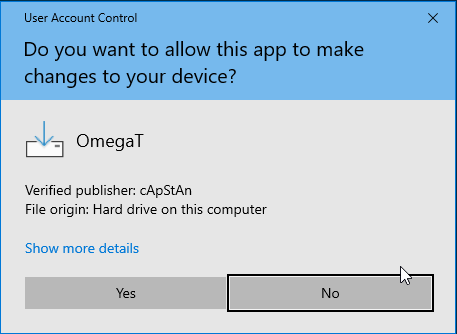 User Account Control
Do you want to allow this app to make
changes to your device?
OmegaT
Verified publisher: cApStAn
File origin: Hard drive on this computer
Show more details
Yes
No